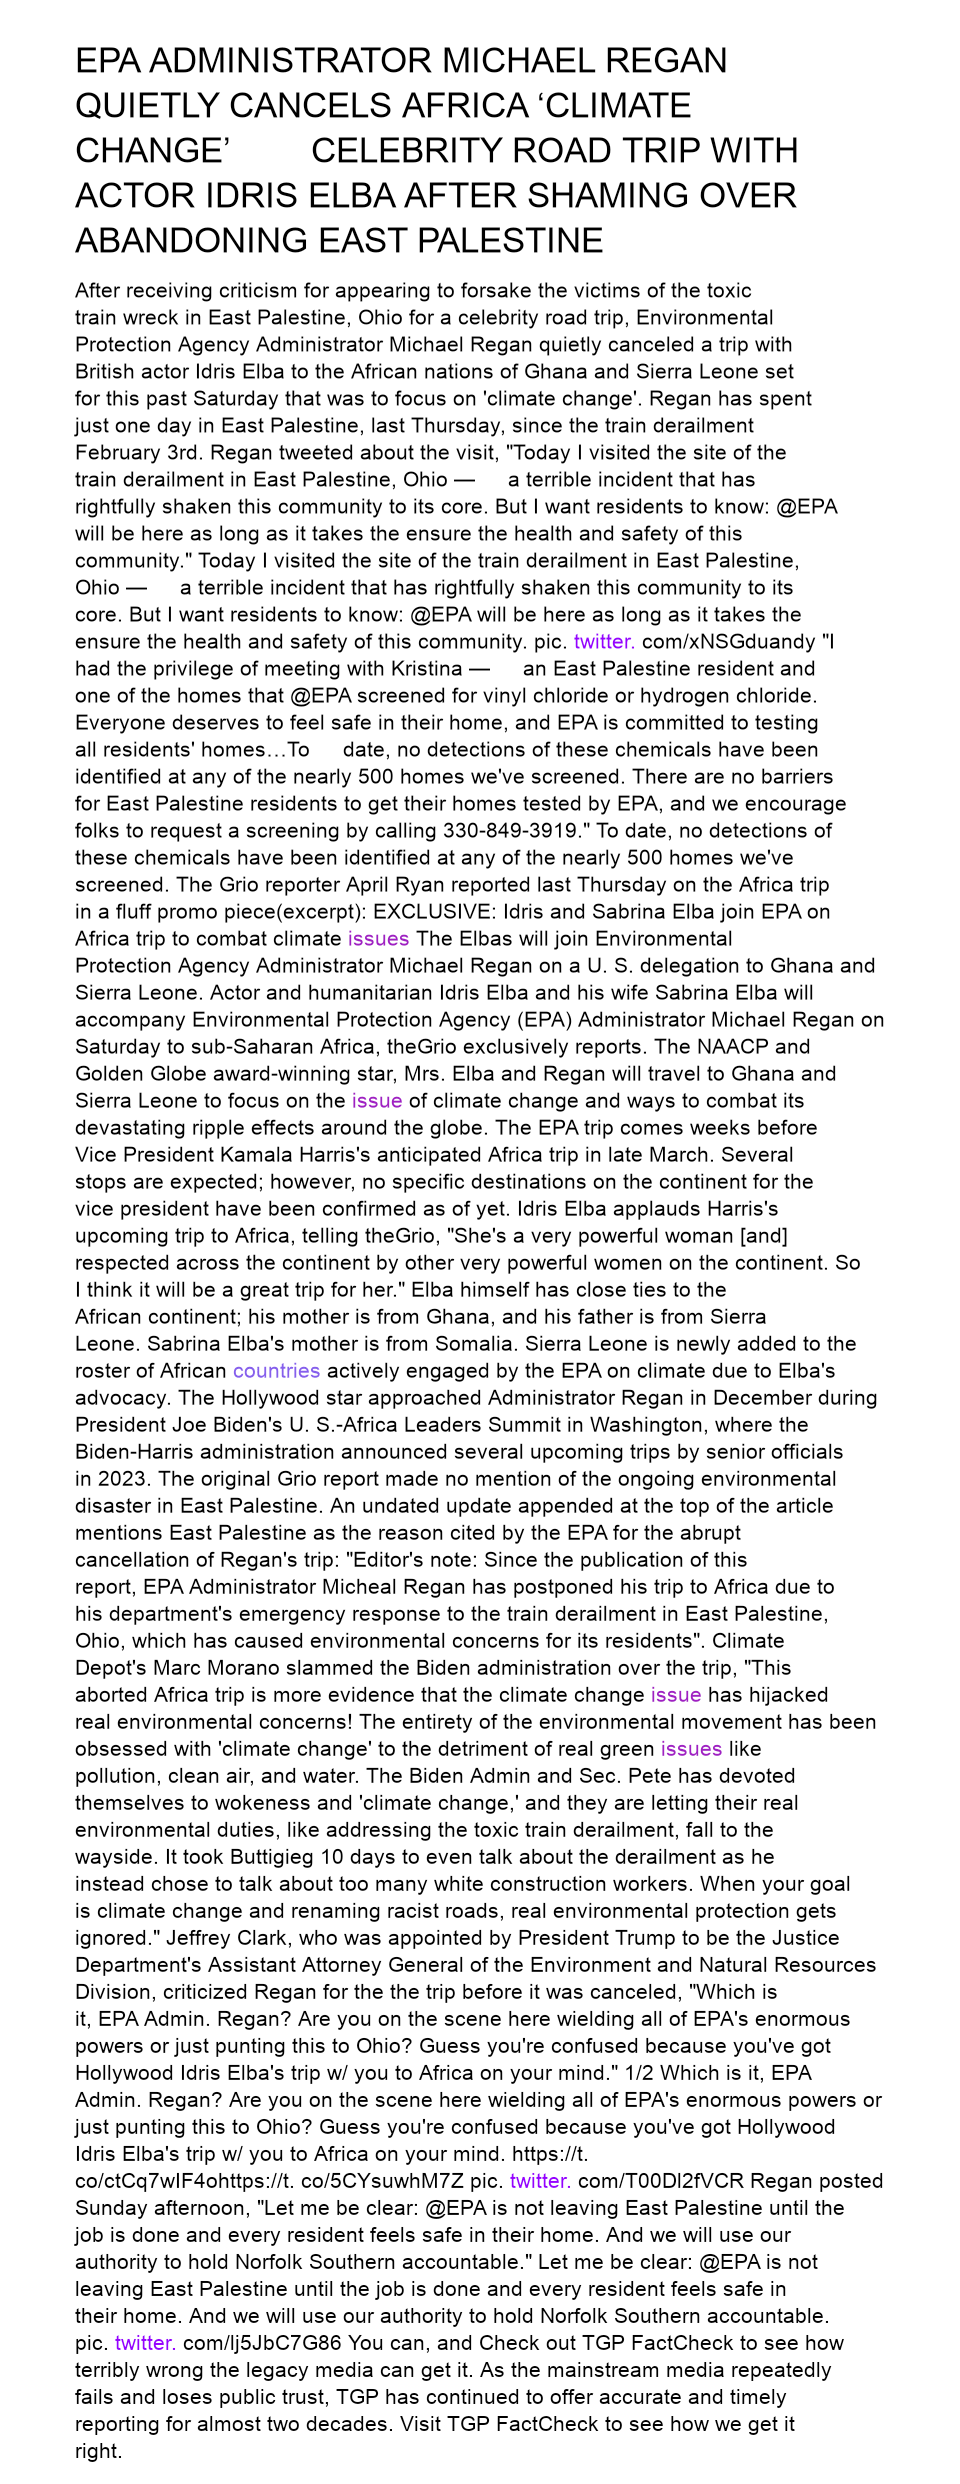 EPA ADMINISTRATOR MICHAEL REGAN
QUIETLY CANCELS AFRICA ‘CLIMATE
CHANGE’ CELEBRITY ROAD TRIP WITH
ACTOR IDRIS ELBA AFTER SHAMING OVER
ABANDONING EAST PALESTINE
After receiving criticism for appearing to forsake the victims of the toxic
train wreck in East Palestine, Ohio for a celebrity road trip, Environmental
Protection Agency Administrator Michael Regan quietly canceled a trip with
British actor Idris Elba to the African nations of Ghana and Sierra Leone set
for this past Saturday that was to focus on 'climate change'. Regan has spent
just one day in East Palestine, last Thursday, since the train derailment
February 3rd. Regan tweeted about the visit, "Today I visited the site of the
train derailment in East Palestine, Ohio — a terrible incident that has
rightfully shaken this community to its core. But I want residents to know: @EPA
will be here as long as it takes the ensure the health and safety of this
community." Today I visited the site of the train derailment in East Palestine,
Ohio — a terrible incident that has rightfully shaken this community to its
core. But I want residents to know: @EPA will be here as long as it takes the
ensure the health and safety of this community. pic. twitter. com/xNSGduandy "I
had the privilege of meeting with Kristina — an East Palestine resident and
one of the homes that @EPA screened for vinyl chloride or hydrogen chloride.
Everyone deserves to feel safe in their home, and EPA is committed to testing
all residents' homes…To date, no detections of these chemicals have been
identified at any of the nearly 500 homes we've screened. There are no barriers
for East Palestine residents to get their homes tested by EPA, and we encourage
folks to request a screening by calling 330-849-3919." To date, no detections of
these chemicals have been identified at any of the nearly 500 homes we've
screened. The Grio reporter April Ryan reported last Thursday on the Africa trip
in a fluff promo piece(excerpt): EXCLUSIVE: Idris and Sabrina Elba join EPA on
Africa trip to combat climate issues The Elbas will join Environmental
Protection Agency Administrator Michael Regan on a U. S. delegation to Ghana and
Sierra Leone. Actor and humanitarian Idris Elba and his wife Sabrina Elba will
accompany Environmental Protection Agency (EPA) Administrator Michael Regan on
Saturday to sub-Saharan Africa, theGrio exclusively reports. The NAACP and
Golden Globe award-winning star, Mrs. Elba and Regan will travel to Ghana and
Sierra Leone to focus on the issue of climate change and ways to combat its
devastating ripple effects around the globe. The EPA trip comes weeks before
Vice President Kamala Harris's anticipated Africa trip in late March. Several
stops are expected; however, no specific destinations on the continent for the
vice president have been confirmed as of yet. Idris Elba applauds Harris's
upcoming trip to Africa, telling theGrio, "She's a very powerful woman [and]
respected across the continent by other very powerful women on the continent. So
I think it will be a great trip for her." Elba himself has close ties to the
African continent; his mother is from Ghana, and his father is from Sierra
Leone. Sabrina Elba's mother is from Somalia. Sierra Leone is newly added to the
roster of African countries actively engaged by the EPA on climate due to Elba's
advocacy. The Hollywood star approached Administrator Regan in December during
President Joe Biden's U. S.-Africa Leaders Summit in Washington, where the
Biden-Harris administration announced several upcoming trips by senior officials
in 2023. The original Grio report made no mention of the ongoing environmental
disaster in East Palestine. An undated update appended at the top of the article
mentions East Palestine as the reason cited by the EPA for the abrupt
cancellation of Regan's trip: "Editor's note: Since the publication of this
report, EPA Administrator Micheal Regan has postponed his trip to Africa due to
his department's emergency response to the train derailment in East Palestine,
Ohio, which has caused environmental concerns for its residents". Climate
Depot's Marc Morano slammed the Biden administration over the trip, "This
aborted Africa trip is more evidence that the climate change issue has hijacked
real environmental concerns! The entirety of the environmental movement has been
obsessed with 'climate change' to the detriment of real green issues like
pollution, clean air, and water. The Biden Admin and Sec. Pete has devoted
themselves to wokeness and 'climate change,' and they are letting their real
environmental duties, like addressing the toxic train derailment, fall to the
wayside. It took Buttigieg 10 days to even talk about the derailment as he
instead chose to talk about too many white construction workers. When your goal
is climate change and renaming racist roads, real environmental protection gets
ignored." Jeffrey Clark, who was appointed by President Trump to be the Justice
Department's Assistant Attorney General of the Environment and Natural Resources
Division, criticized Regan for the the trip before it was canceled, "Which is
it, EPA Admin. Regan? Are you on the scene here wielding all of EPA's enormous
powers or just punting this to Ohio? Guess you're confused because you've got
Hollywood Idris Elba's trip w/ you to Africa on your mind." 1/2 Which is it, EPA
Admin. Regan? Are you on the scene here wielding all of EPA's enormous powers or
just punting this to Ohio? Guess you're confused because you've got Hollywood
Idris Elba's trip w/ you to Africa on your mind. https://t.
co/ctCq7wIF4ohttps://t. co/5CYsuwhM7Z pic. twitter. com/T00Dl2fVCR Regan posted
Sunday afternoon, "Let me be clear: @EPA is not leaving East Palestine until the
job is done and every resident feels safe in their home. And we will use our
authority to hold Norfolk Southern accountable." Let me be clear: @EPA is not
leaving East Palestine until the job is done and every resident feels safe in
their home. And we will use our authority to hold Norfolk Southern accountable.
pic. twitter. com/lj5JbC7G86 You can, and Check out TGP FactCheck to see how
terribly wrong the legacy media can get it. As the mainstream media repeatedly
fails and loses public trust, TGP has continued to offer accurate and timely
reporting for almost two decades. Visit TGP FactCheck to see how we get it
right.